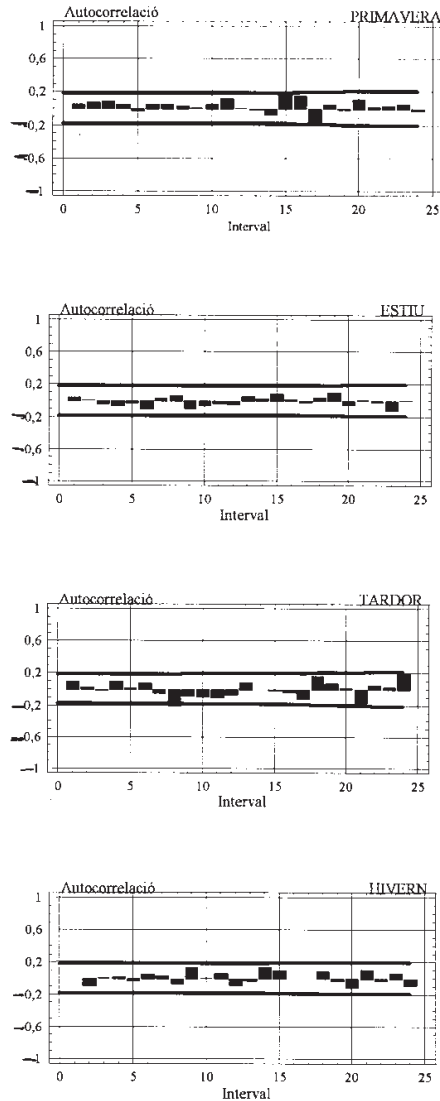 Autocorrelació PRIMAVERA
1
0,6
0,2
–0,2
–0,6
–1
0 5 10 15 20 25
Interval
Autocorrelació ESTIU
1
0,6
0,2
–0,2
–0,6
–1
0 5 10 15 20 25
Interval
Autocorrelació TARDOR
1
0,6
0,2
–0,2
–0,6
–1
0 5 10 15 20 25
Interval
Autocorrelació HIVERN
1
0,6
0,2
–0,2
–0,6
–1
0 5 10 15 20 25
Interval